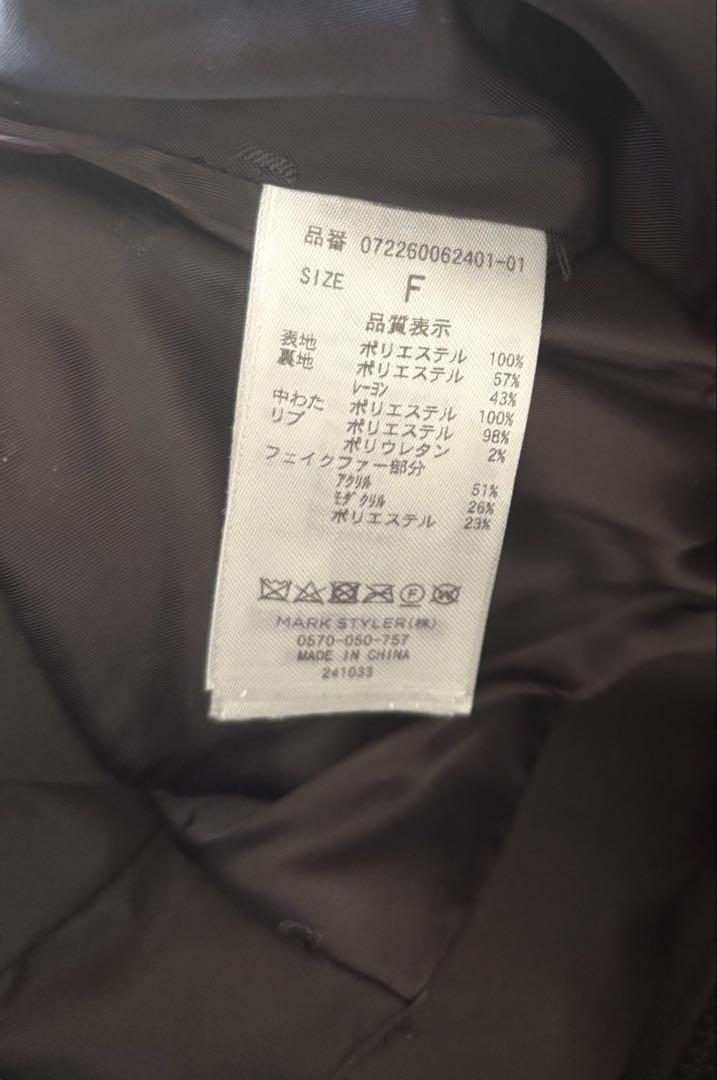 品番 072260062401-01
SIZE F
品質表示
表地 ポリエステル 100%
裏地 ポリエステル 57%
レーヨン 43%
中わた ポリエステル 100%
リブ ポリエステル 98%
ポリウレタン 2%
フェイクファー部分
アクリル 51%
モダクリル 26%
ポリエステル 23%
MARK STYLER(株)
0570-050-757
MADE IN CHINA
241033